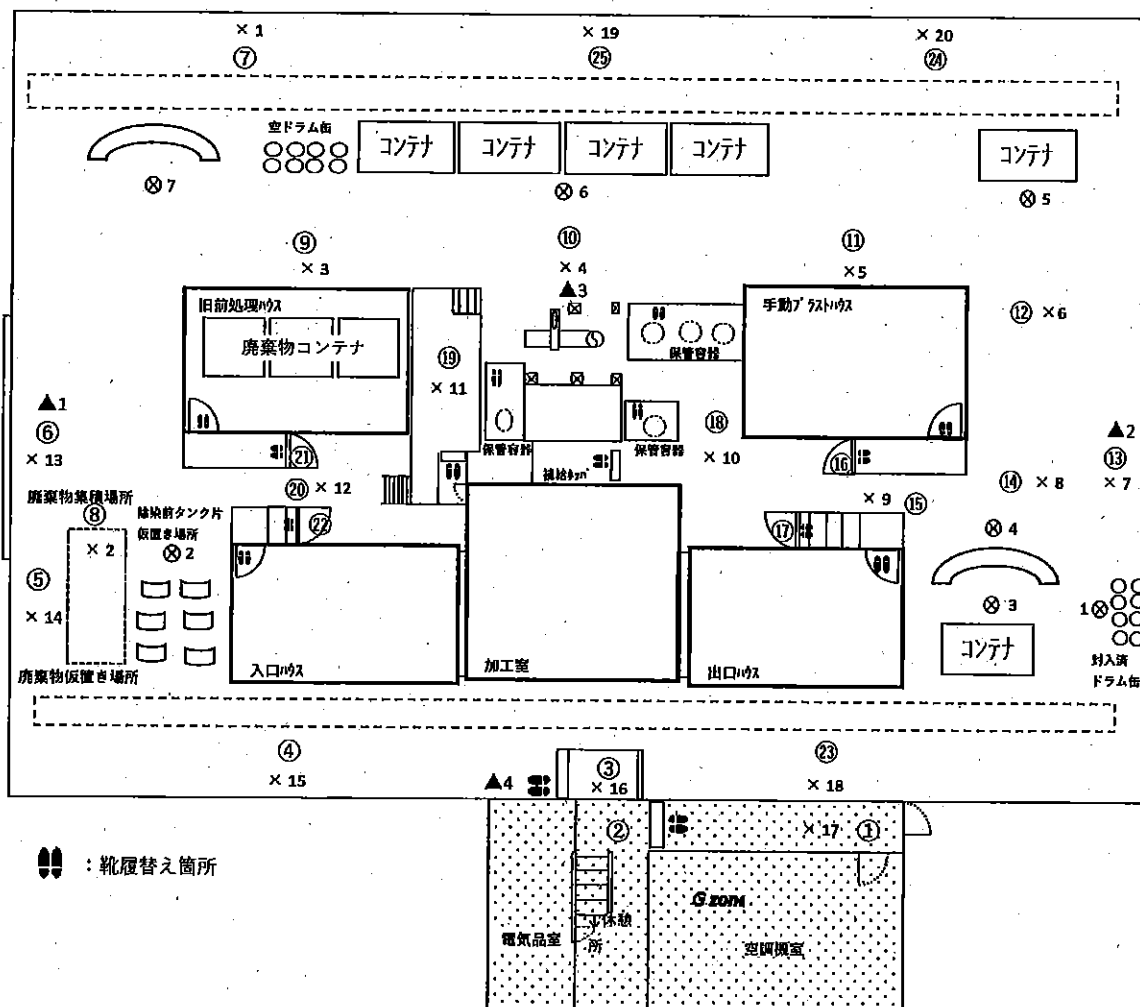 × 1
× 19
× 20
⑦
㉕
㉔
空ドラム缶
コンテナ
コンテナ
コンテナ
コンテナ
コンテナ
⊗ 7
⊗ 6
⊗ 5
⑨
⑩
⑪
× 3
× 4
×5
▲3
旧前処理ハウス
手動ブラストハウス
⑫ ×6
廃棄物コンテナ
保管容器
⑲
× 11
▲1
⑥
× 13
⑱
× 10
▲2
⑬
× 7
保管容器
保管容器
㉑
⑯
⑳ × 12
⑭ × 8
× 9
⑮
廃棄物集積場所
⑧
除染前タンク片
仮置き場所
× 2
⊗ 2
㉒
⑰
⊗ 4
⑤
× 14
⊗ 3
1⊗
コンテナ
封入済
ドラム缶
廃棄物仮置き場所
入口ハウス
加工室
出口ハウス
④
× 15
▲4
③
× 16
㉓
× 18
②
× 17
①
：靴履替え箇所
G zone
休憩
所
電気品室
空調機室